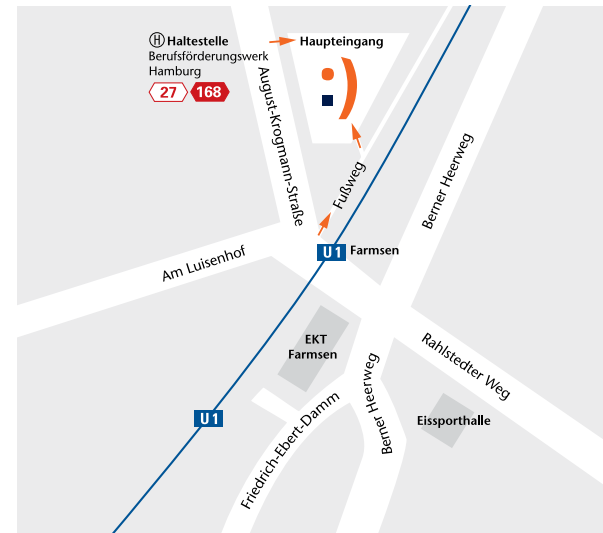 Ⓗ Haltestelle
Berufsförderungswerk
Hamburg
27 168
Haupteingang
August-Krogmann-Straße
Fußweg
Berner Heerweg
Am Luisenhof
U1 Farmsen
EKT
Farmsen
Rahlstedter Weg
Berner Heerweg
Eissporthalle
U1
Friedrich-Ebert-Damm